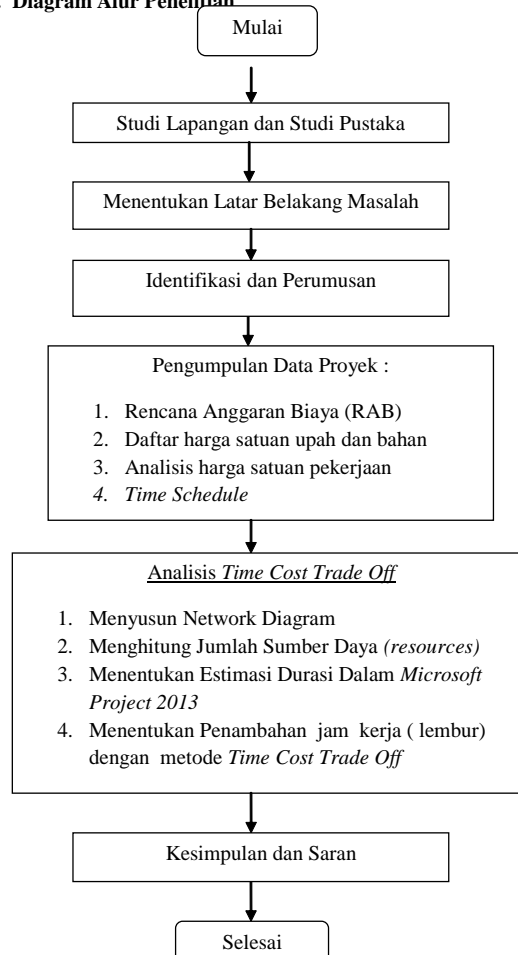 . Diagram Alur Penelitian
Mulai
Studi Lapangan dan Studi Pustaka
Menentukan Latar Belakang Masalah
Identifikasi dan Perumusan
Pengumpulan Data Proyek :
1. Rencana Anggaran Biaya (RAB)
2. Daftar harga satuan upah dan bahan
3. Analisis harga satuan pekerjaan
4. Time Schedule
Analisis Time Cost Trade Off
1. Menyusun Network Diagram
2. Menghitung Jumlah Sumber Daya (resources)
3. Menentukan Estimasi Durasi Dalam Microsoft
Project 2013
4. Menentukan Penambahan jam kerja ( lembur)
dengan metode Time Cost Trade Off
Kesimpulan dan Saran
Selesai